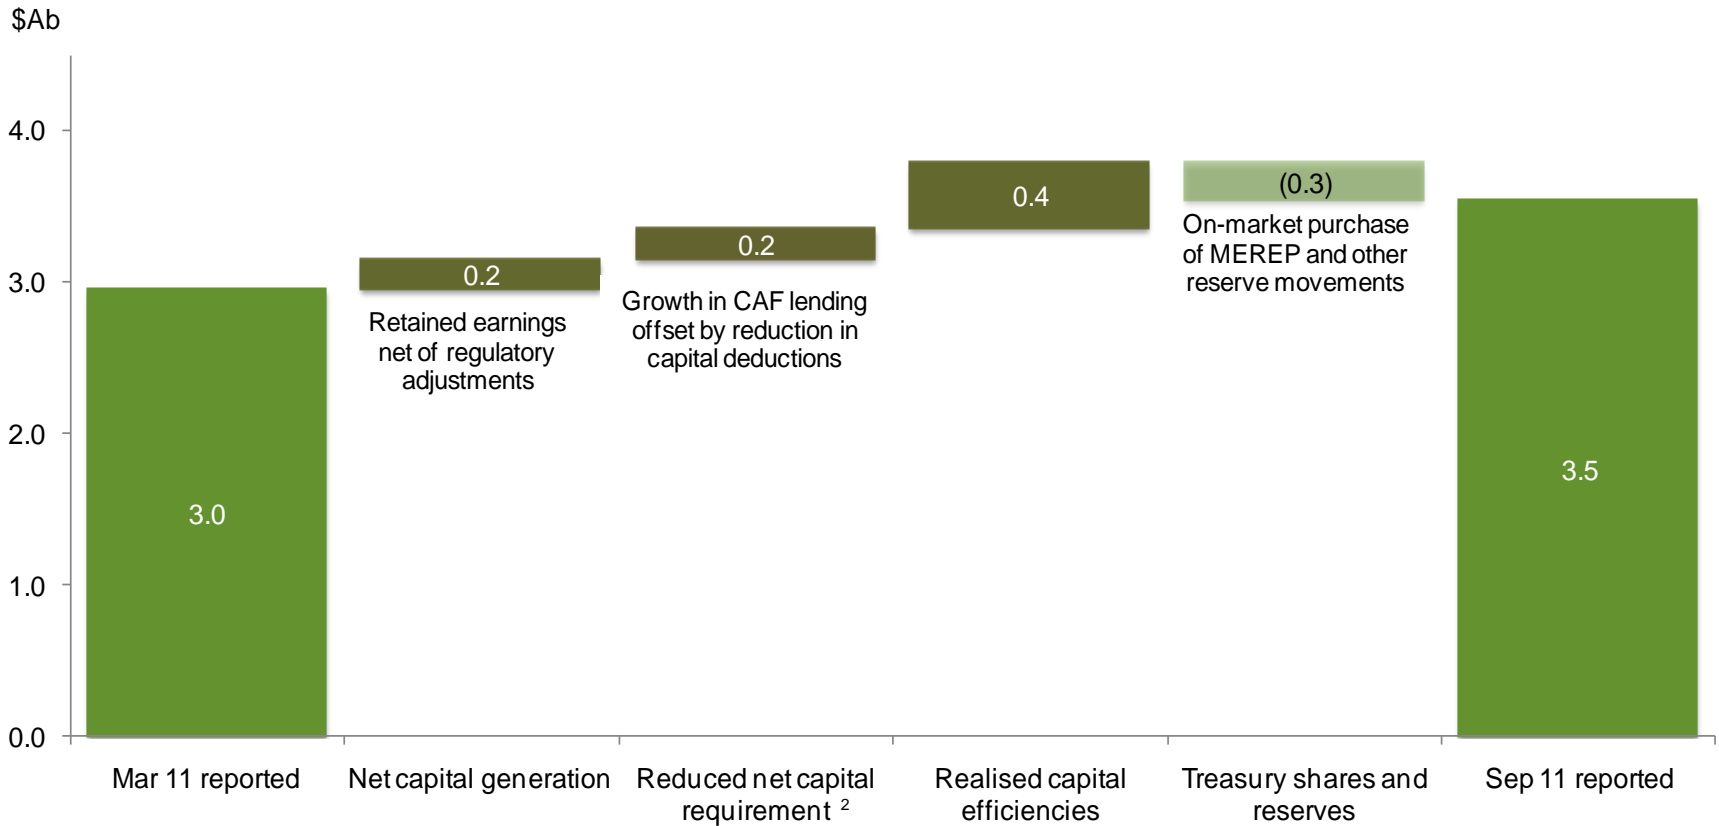 $Ab
4.0
3.0
2.0
1.0
0.0
3.0
0.2
Retained earnings
net of regulatory
adjustments
0.2
Growth in CAF lending
offset by reduction in
capital deductions
0.4
(0.3)
On-market purchase
of MEREP and other
reserve movements
3.5
Mar 11 reported
Net capital generation
Reduced net capital
requirement 2
Realised capital
efficiencies
Treasury shares and
reserves
Sep 11 reported